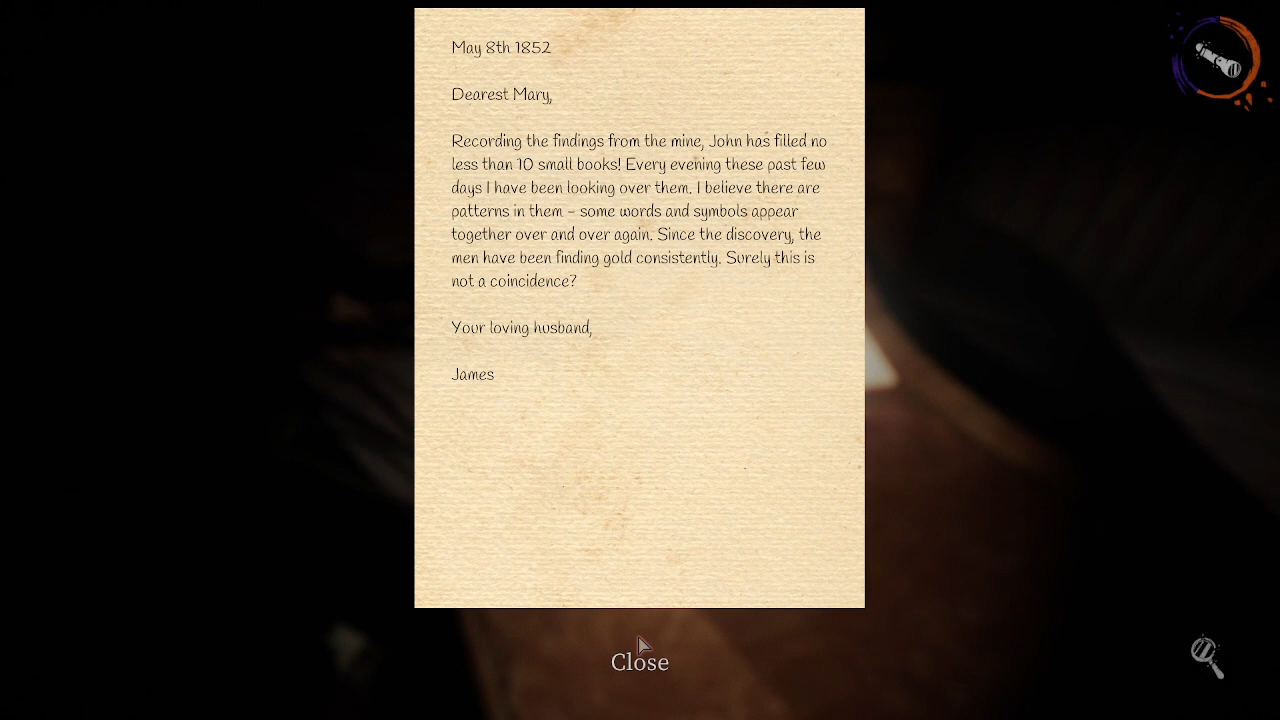 May 8th 1852
Dearest Mary,
Recording the findings from the mine, John has filled no
less than 10 small books! Every evening these past few
days I have been looking over them. I believe there are
patterns in them - some words and symbols appear
together over and over again. Since the discovery, the
men have been finding gold consistently. Surely this is
not a coincidence?
Your loving husband,
James
Close